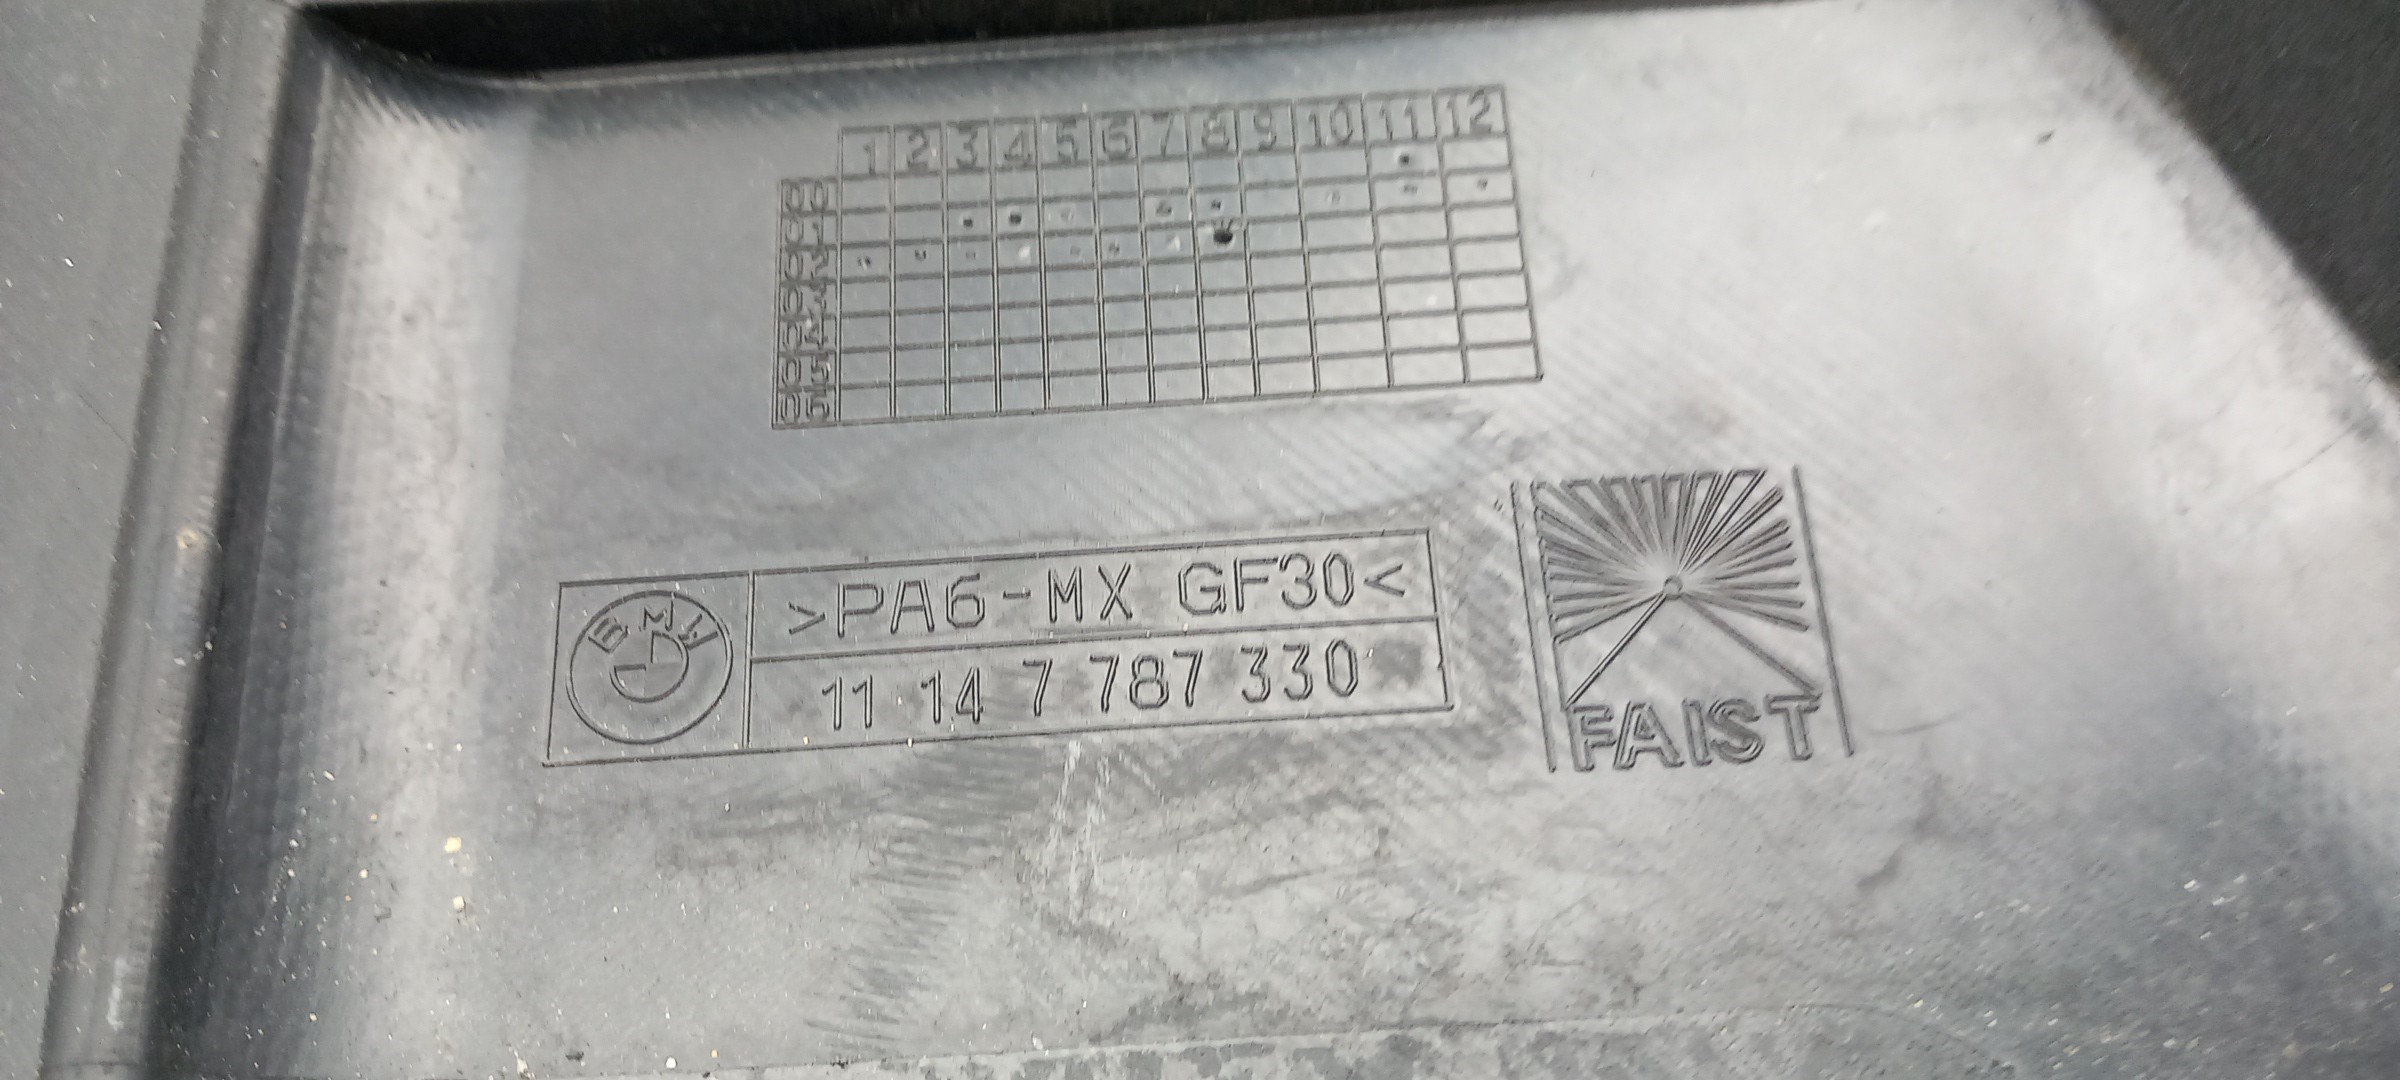 1 2 3 4 5 6 7 8 9 10 11 12
BMW
>PA6-MX GF30<
11 14 7 787 330
FAIST